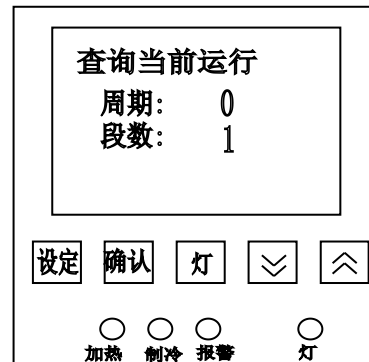 查询当前运行
周期: 0
段数: 1
设定 确认 灯
加热 制冷 报警 灯